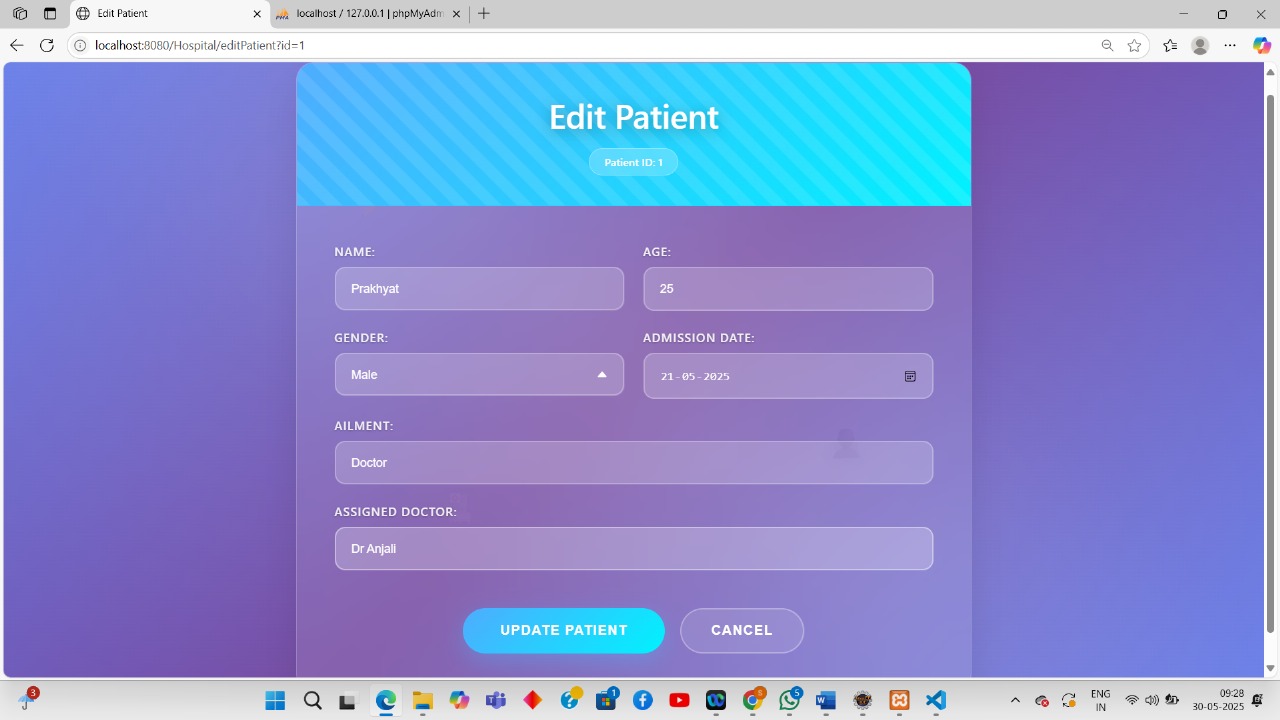 Edit Patient
localhost / 127.0.0.1 | phpMyAdm
localhost:8080/Hospital/editPatient?id=1
Edit Patient
Patient ID: 1
NAME:
AGE:
Prakhyat
25
GENDER:
ADMISSION DATE:
Male
21-05-2025
AILMENT:
Doctor
ASSIGNED DOCTOR:
Dr Anjali
UPDATE PATIENT
CANCEL
3
1
5
ENG
IN
09:28
30-05-2025